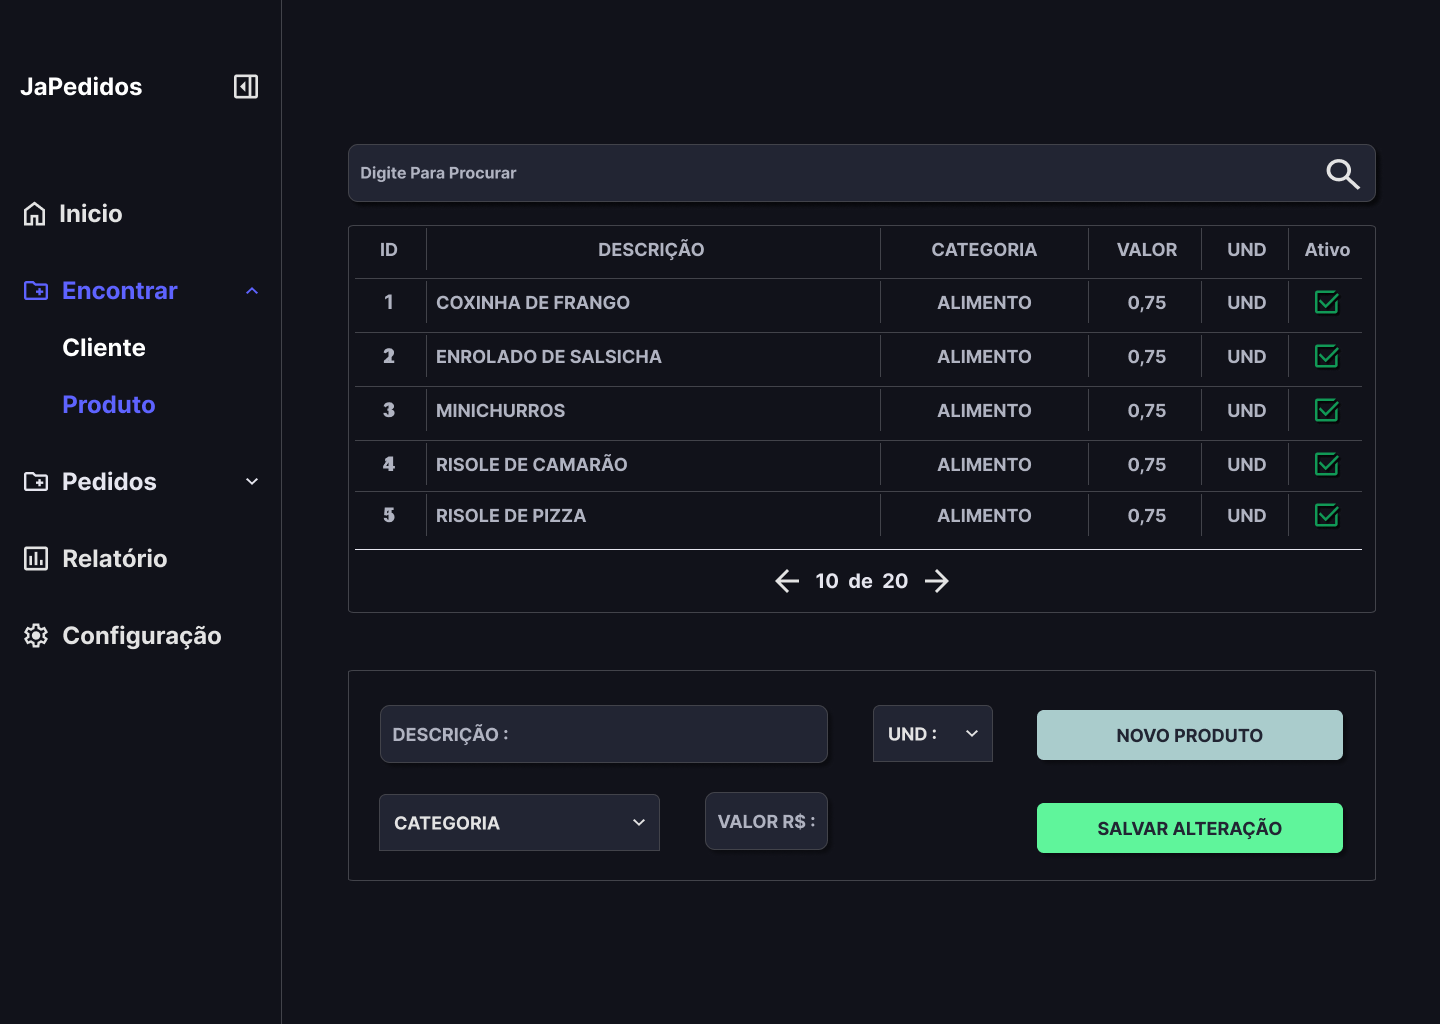 JaPedidos
Inicio
Encontrar
Cliente
Produto
Pedidos
Relatório
Configuração
Digite Para Procurar
ID DESCRIÇÃO CATEGORIA VALOR UND Ativo
1 COXINHA DE FRANGO ALIMENTO 0,75 UND
2 ENROLADO DE SALSICHA ALIMENTO 0,75 UND
3 MINICHURROS ALIMENTO 0,75 UND
4 RISOLE DE CAMARÃO ALIMENTO 0,75 UND
5 RISOLE DE PIZZA ALIMENTO 0,75 UND
10 de 20
DESCRIÇÃO : UND : NOVO PRODUTO
CATEGORIA VALOR R$ : SALVAR ALTERAÇÃO